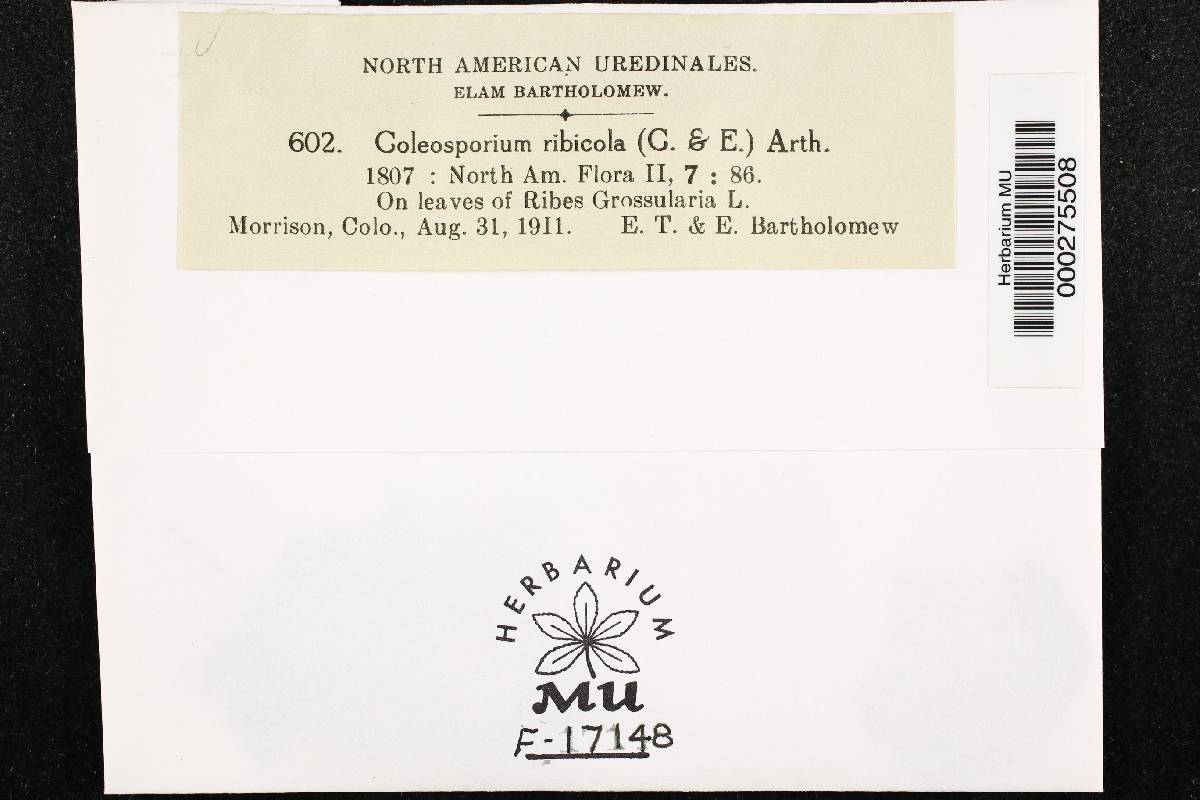 NORTH AMERICAN UREDINALES.
ELAM BARTHOLOMEW.
602. Coleosporium ribicola (C. & E.) Arth.
1807 : North Am. Flora II, 7 : 86.
On leaves of Ribes Grossularia L.
Morrison, Colo., Aug. 31, 1911. E. T. & E. Bartholomew
Herbarium MU
000275508
HERBARIUM
MU
F-17148